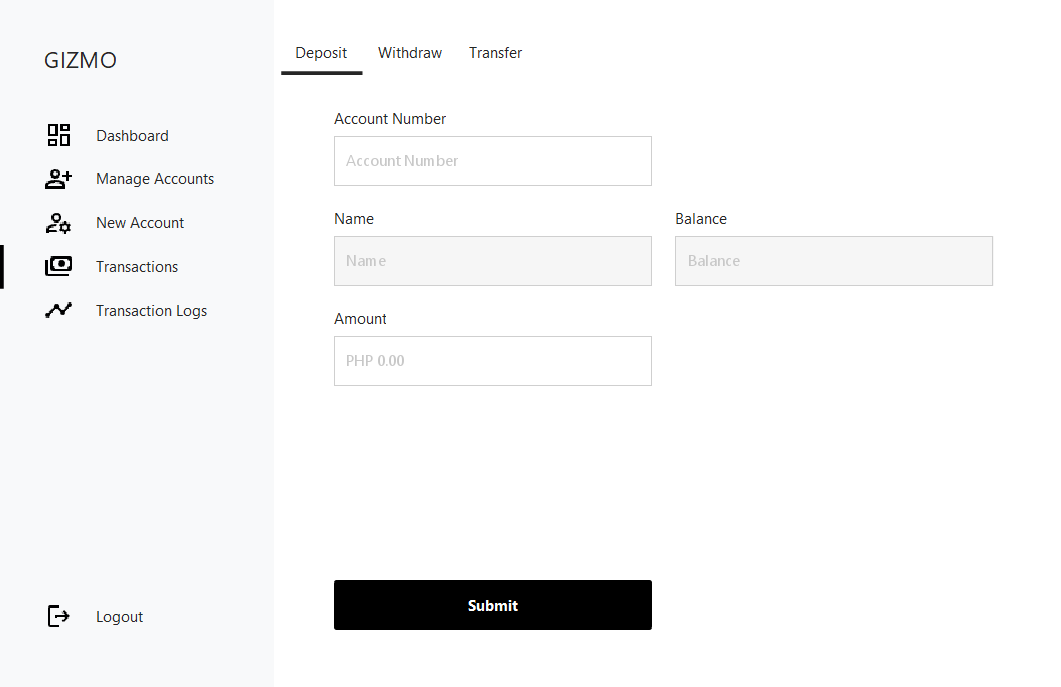 GIZMO
Dashboard
Manage Accounts
New Account
Transactions
Transaction Logs
Logout
Deposit Withdraw Transfer
Account Number
Account Number
Name Balance
Name Balance
Amount
PHP 0.00
Submit